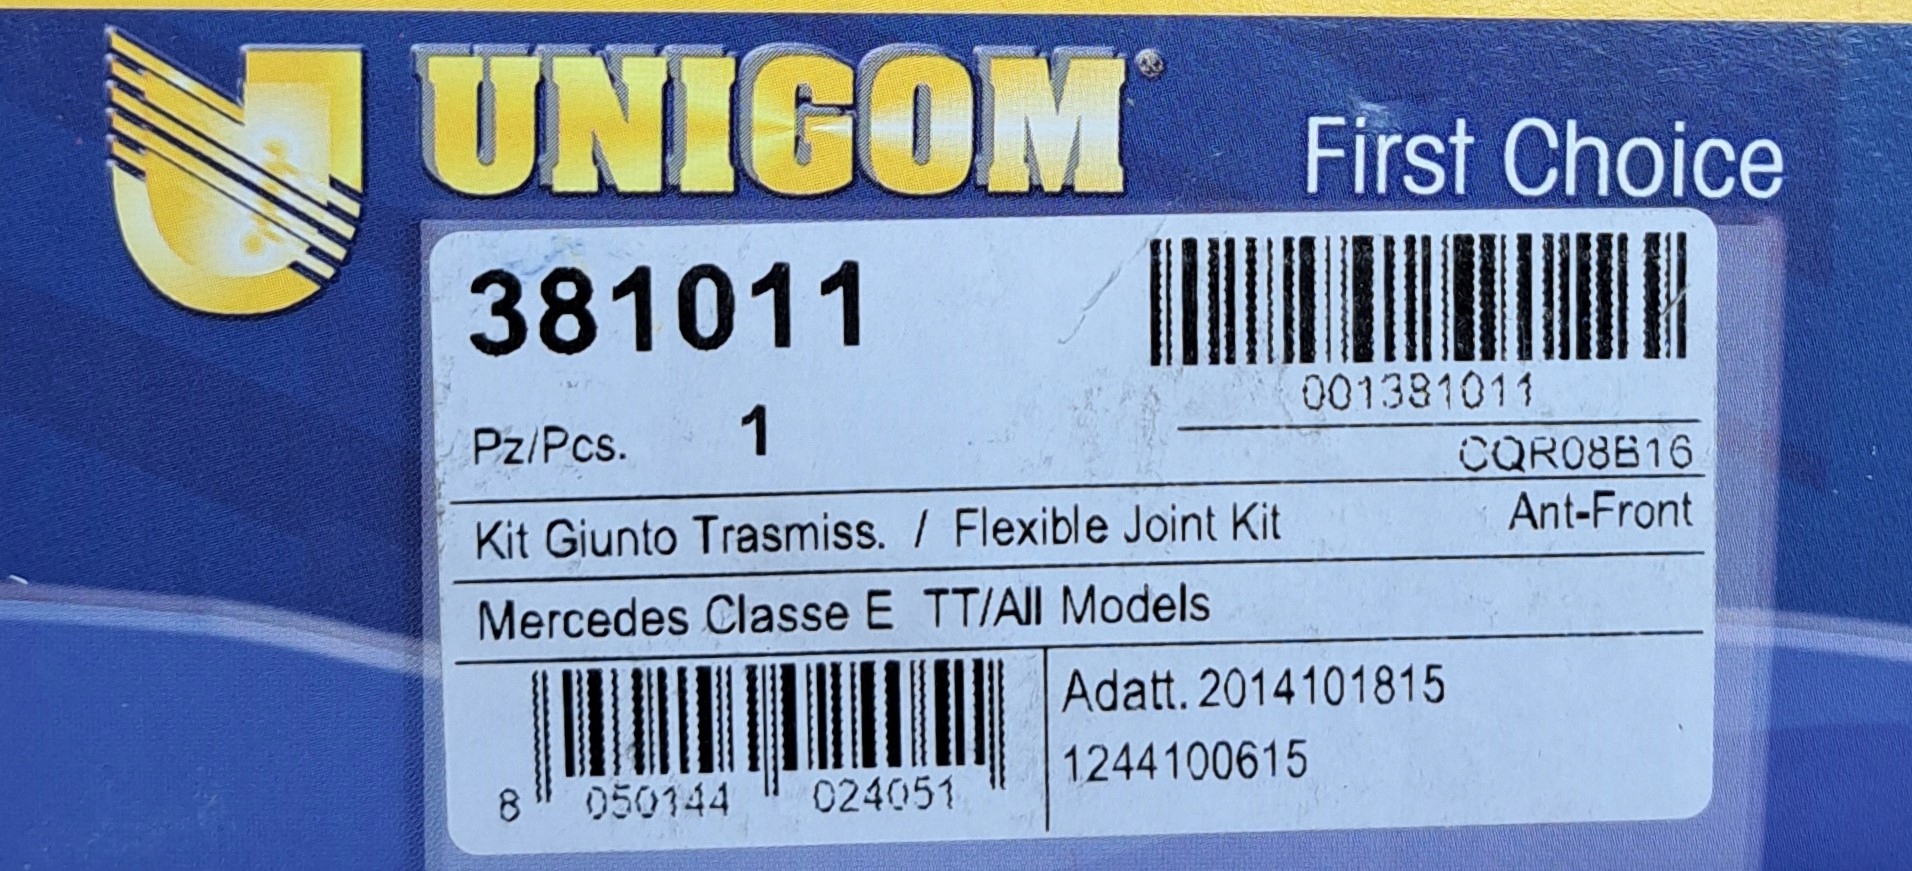 UNIGOM®
First Choice
381011
001381011
Pz/Pcs. 1
CQR08B16
Kit Giunto Trasmiss. / Flexible Joint Kit Ant-Front
Mercedes Classe E TT/All Models
8 050144 024051
Adatt. 2014101815
1244100615